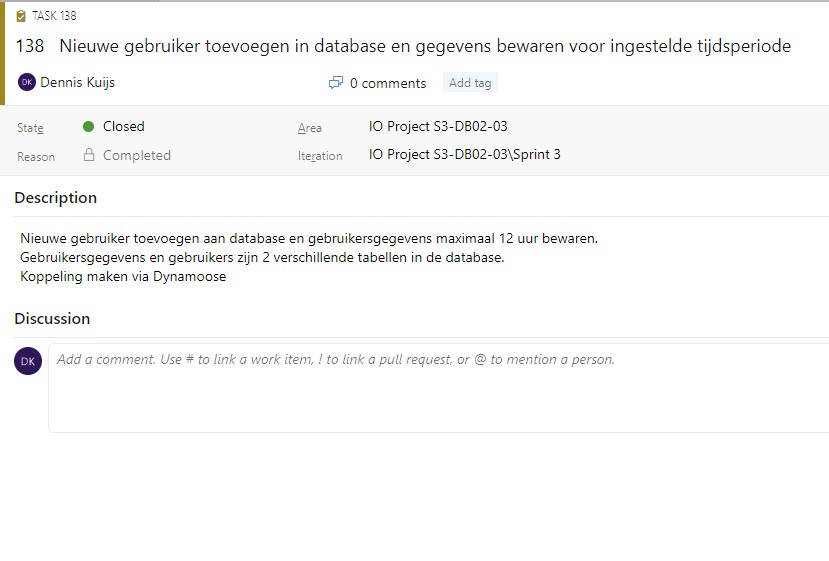 TASK 138
138 Nieuwe gebruiker toevoegen in database en gegevens bewaren voor ingestelde tijdsperiode
DK Dennis Kuijs 0 comments Add tag
State Closed Area IO Project S3-DB02-03
Reason Completed Iteration IO Project S3-DB02-03\Sprint 3
Description
Nieuwe gebruiker toevoegen aan database en gebruikersgegevens maximaal 12 uur bewaren.
Gebruikersgegevens en gebruikers zijn 2 verschillende tabellen in de database.
Koppeling maken via Dynamoose
Discussion
DK Add a comment. Use # to link a work item, ! to link a pull request, or @ to mention a person.